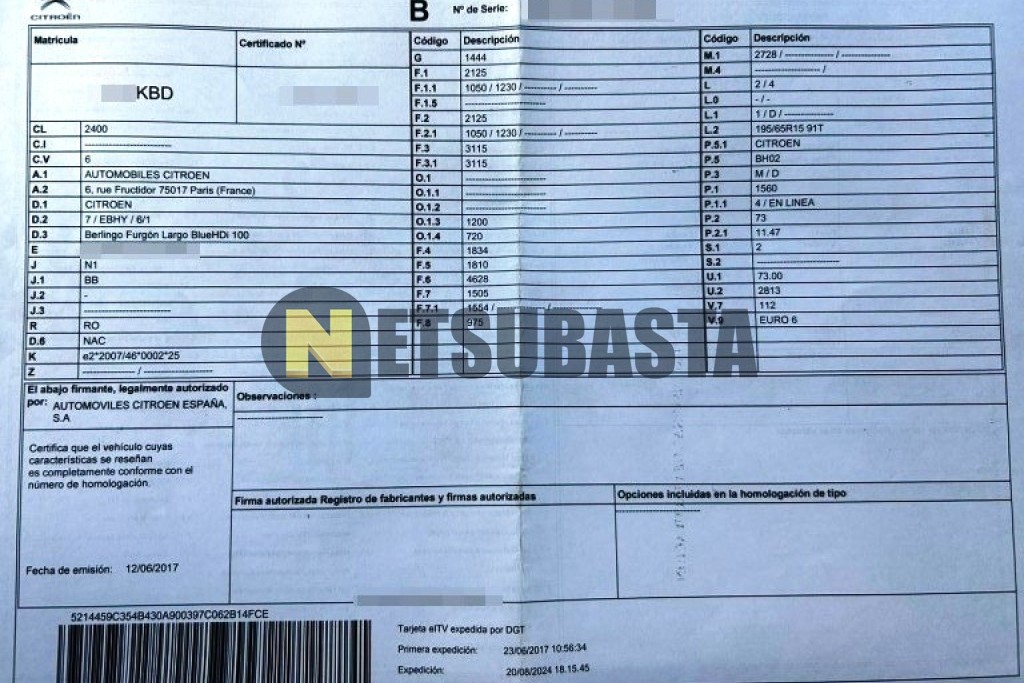 CITROËN
B
Nº de Serie:
Matrícula
Certificado Nº
KBD
CL 2400
C.I ----------------------
C.V 6
A.1 AUTOMOBILES CITROEN
A.2 6, rue Fructidor 75017 Paris (France)
D.1 CITROEN
D.2 7 / EBHY / 6/1
D.3 Berlingo Furgón Largo BlueHDi 100
E
J N1
J.1 BB
J.2 -
J.3 ----------------------
R RO
D.6 NAC
K e2*2007/46*0002*25
Z -------------- / ------------------
Código Descripción
G 1444
F.1 2125
F.1.1 1050 / 1230 / --------- / ---------
F.1.5 ---------------------
F.2 2125
F.2.1 1050 / 1230 / --------- / ---------
F.3 3115
F.3.1 3115
O.1 ---------------------
O.1.1 ---------------------
O.1.2 ---------------------
O.1.3 1200
O.1.4 720
F.4 1834
F.5 1810
F.6 4628
F.7 1505
F.7.1 1554 / ------------- / -------------
F.8 975
Código Descripción
M.1 2728 / ------------- / -------------
M.4 ----------------- /
L 2 / 4
L.0 - / -
L.1 1 / D / -------------
L.2 195/65R15 91T
P.5.1 CITROEN
P.5 BH02
P.3 M / D
P.1 1560
P.1.1 4 / EN LINEA
P.2 73
P.2.1 11.47
S.1 2
S.2 ---------------------
U.1 73.00
U.2 2813
V.7 112
V.9 EURO 6
NETSUBASTA
El abajo firmante, legalmente autorizado
por: AUTOMOVILES CITROEN ESPAÑA,
S.A
Certifica que el vehículo cuyas
características se reseñan
es completamente conforme con el
número de homologación.
Fecha de emisión: 12/06/2017
Observaciones :
----------------------
Firma autorizada Registro de fabricantes y firmas autorizadas
Opciones incluidas en la homologación de tipo
----------------------
5214459C354B430A900397C062B14FCE
Tarjeta eITV expedida por DGT
Primera expedición: 23/06/2017 10:56:34
Expedición: 20/08/2024 18.15.45